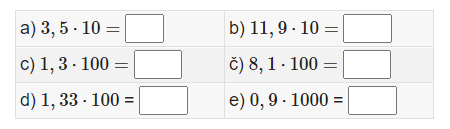 a) 3, 5 · 10 = b) 11, 9 · 10 =
c) 1, 3 · 100 = č) 8, 1 · 100 =
d) 1, 33 · 100 = e) 0, 9 · 1000 =